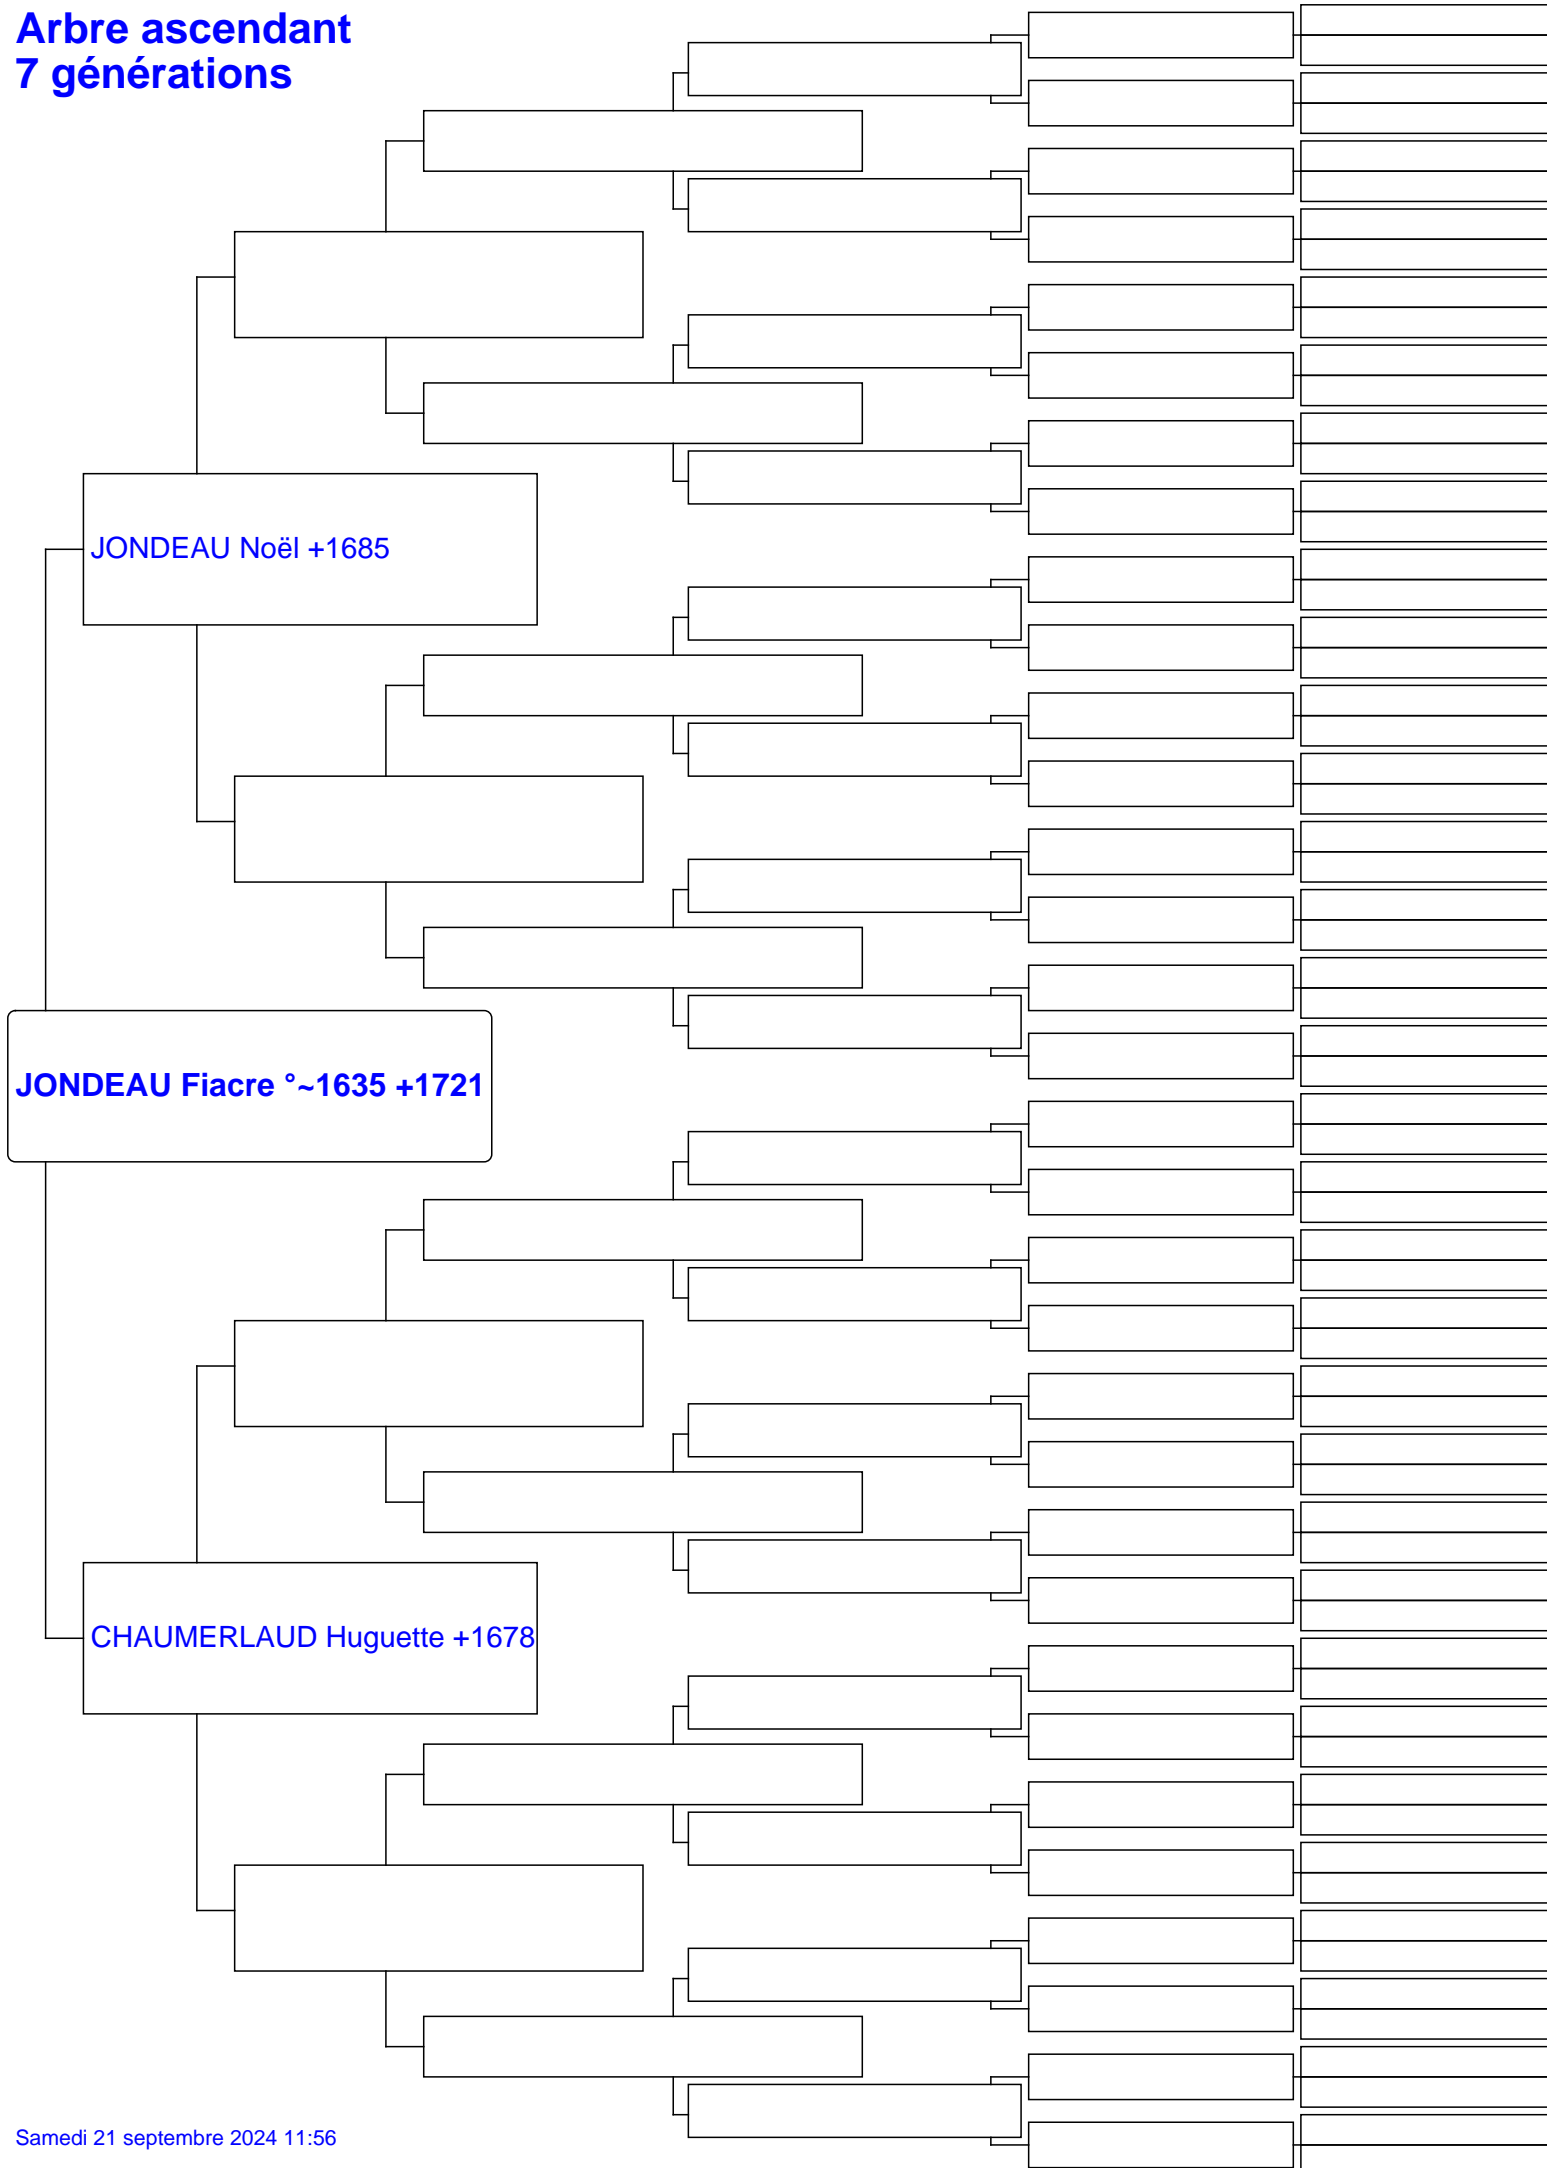 Arbre ascendant
7 générations
JONDEAU Noël +1685
JONDEAU Fiacre °~1635 +1721
CHAUMERLAUD Huguette +1678
Samedi 21 septembre 2024 11:56